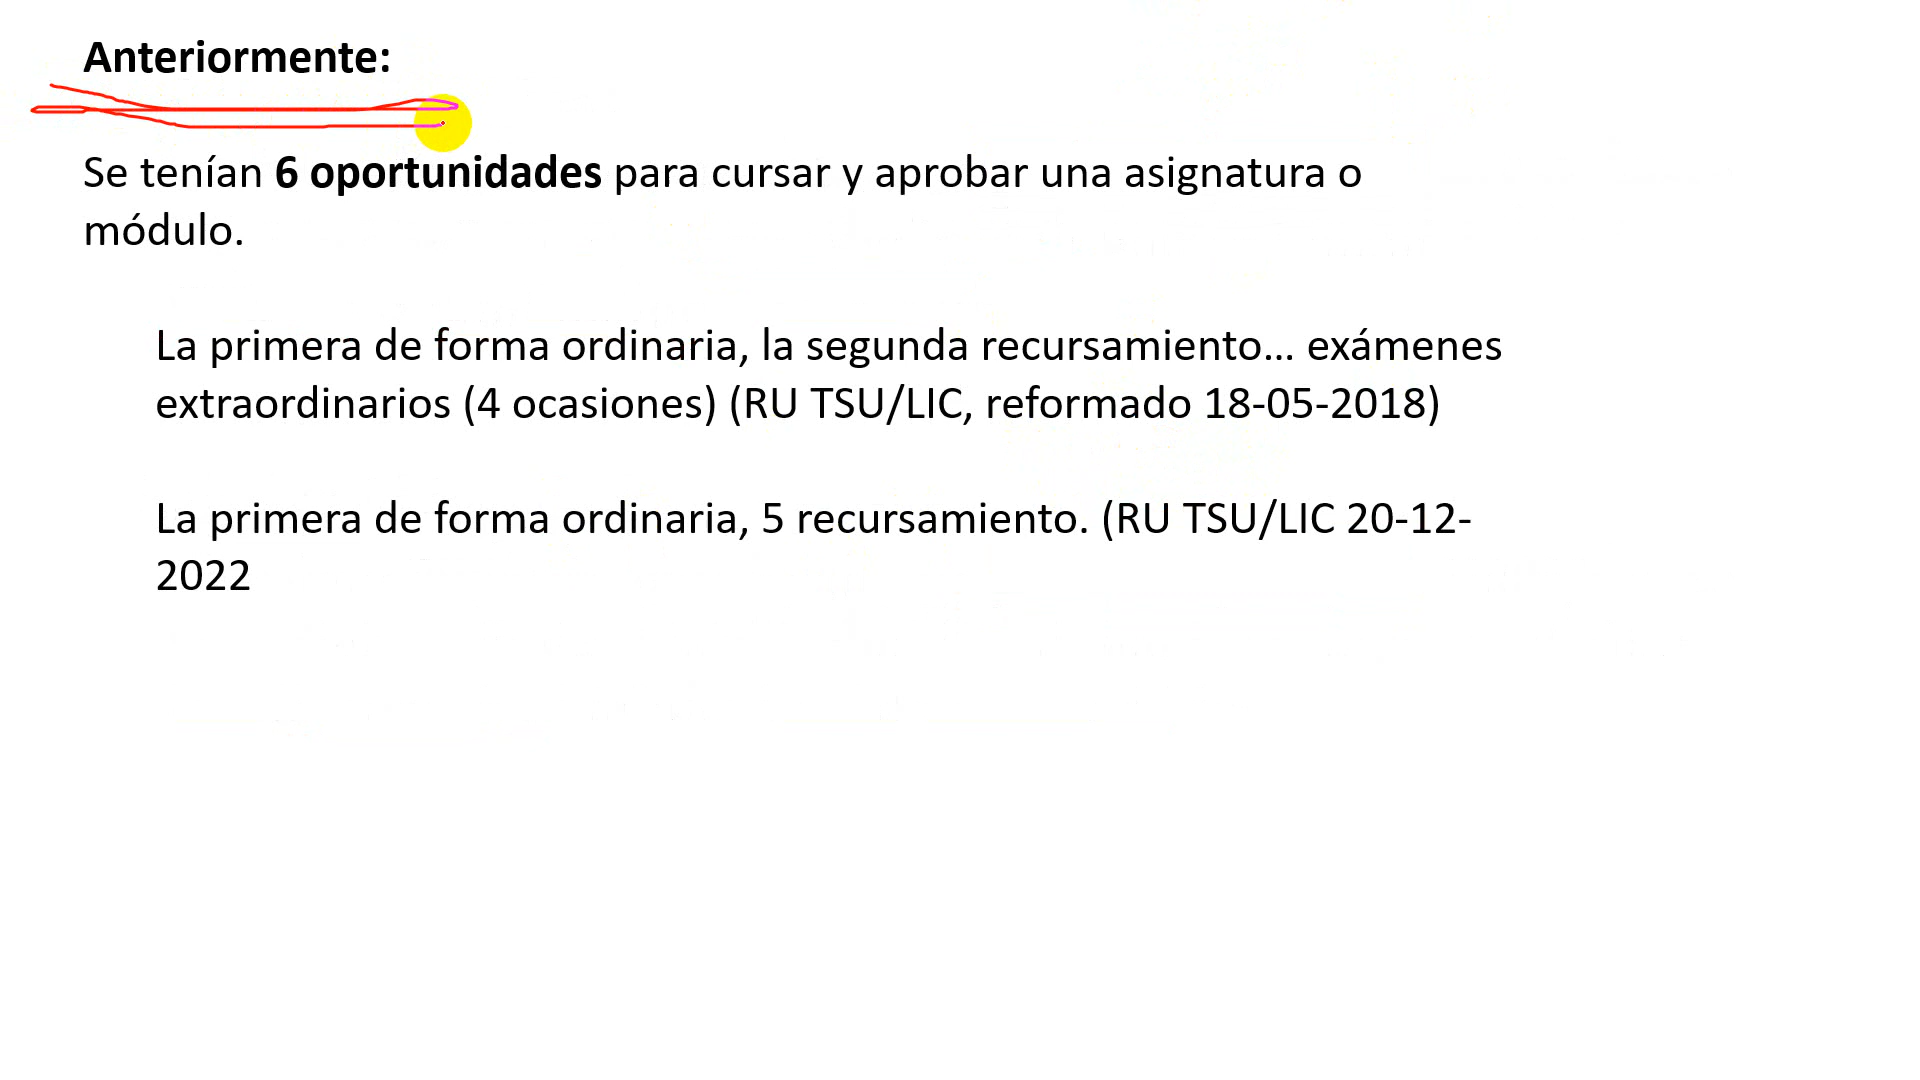 Anteriormente:
Se tenían 6 oportunidades para cursar y aprobar una asignatura o
módulo.
La primera de forma ordinaria, la segunda recursamiento… exámenes
extraordinarios (4 ocasiones) (RU TSU/LIC, reformado 18-05-2018)
La primera de forma ordinaria, 5 recursamiento. (RU TSU/LIC 20-12-
2022